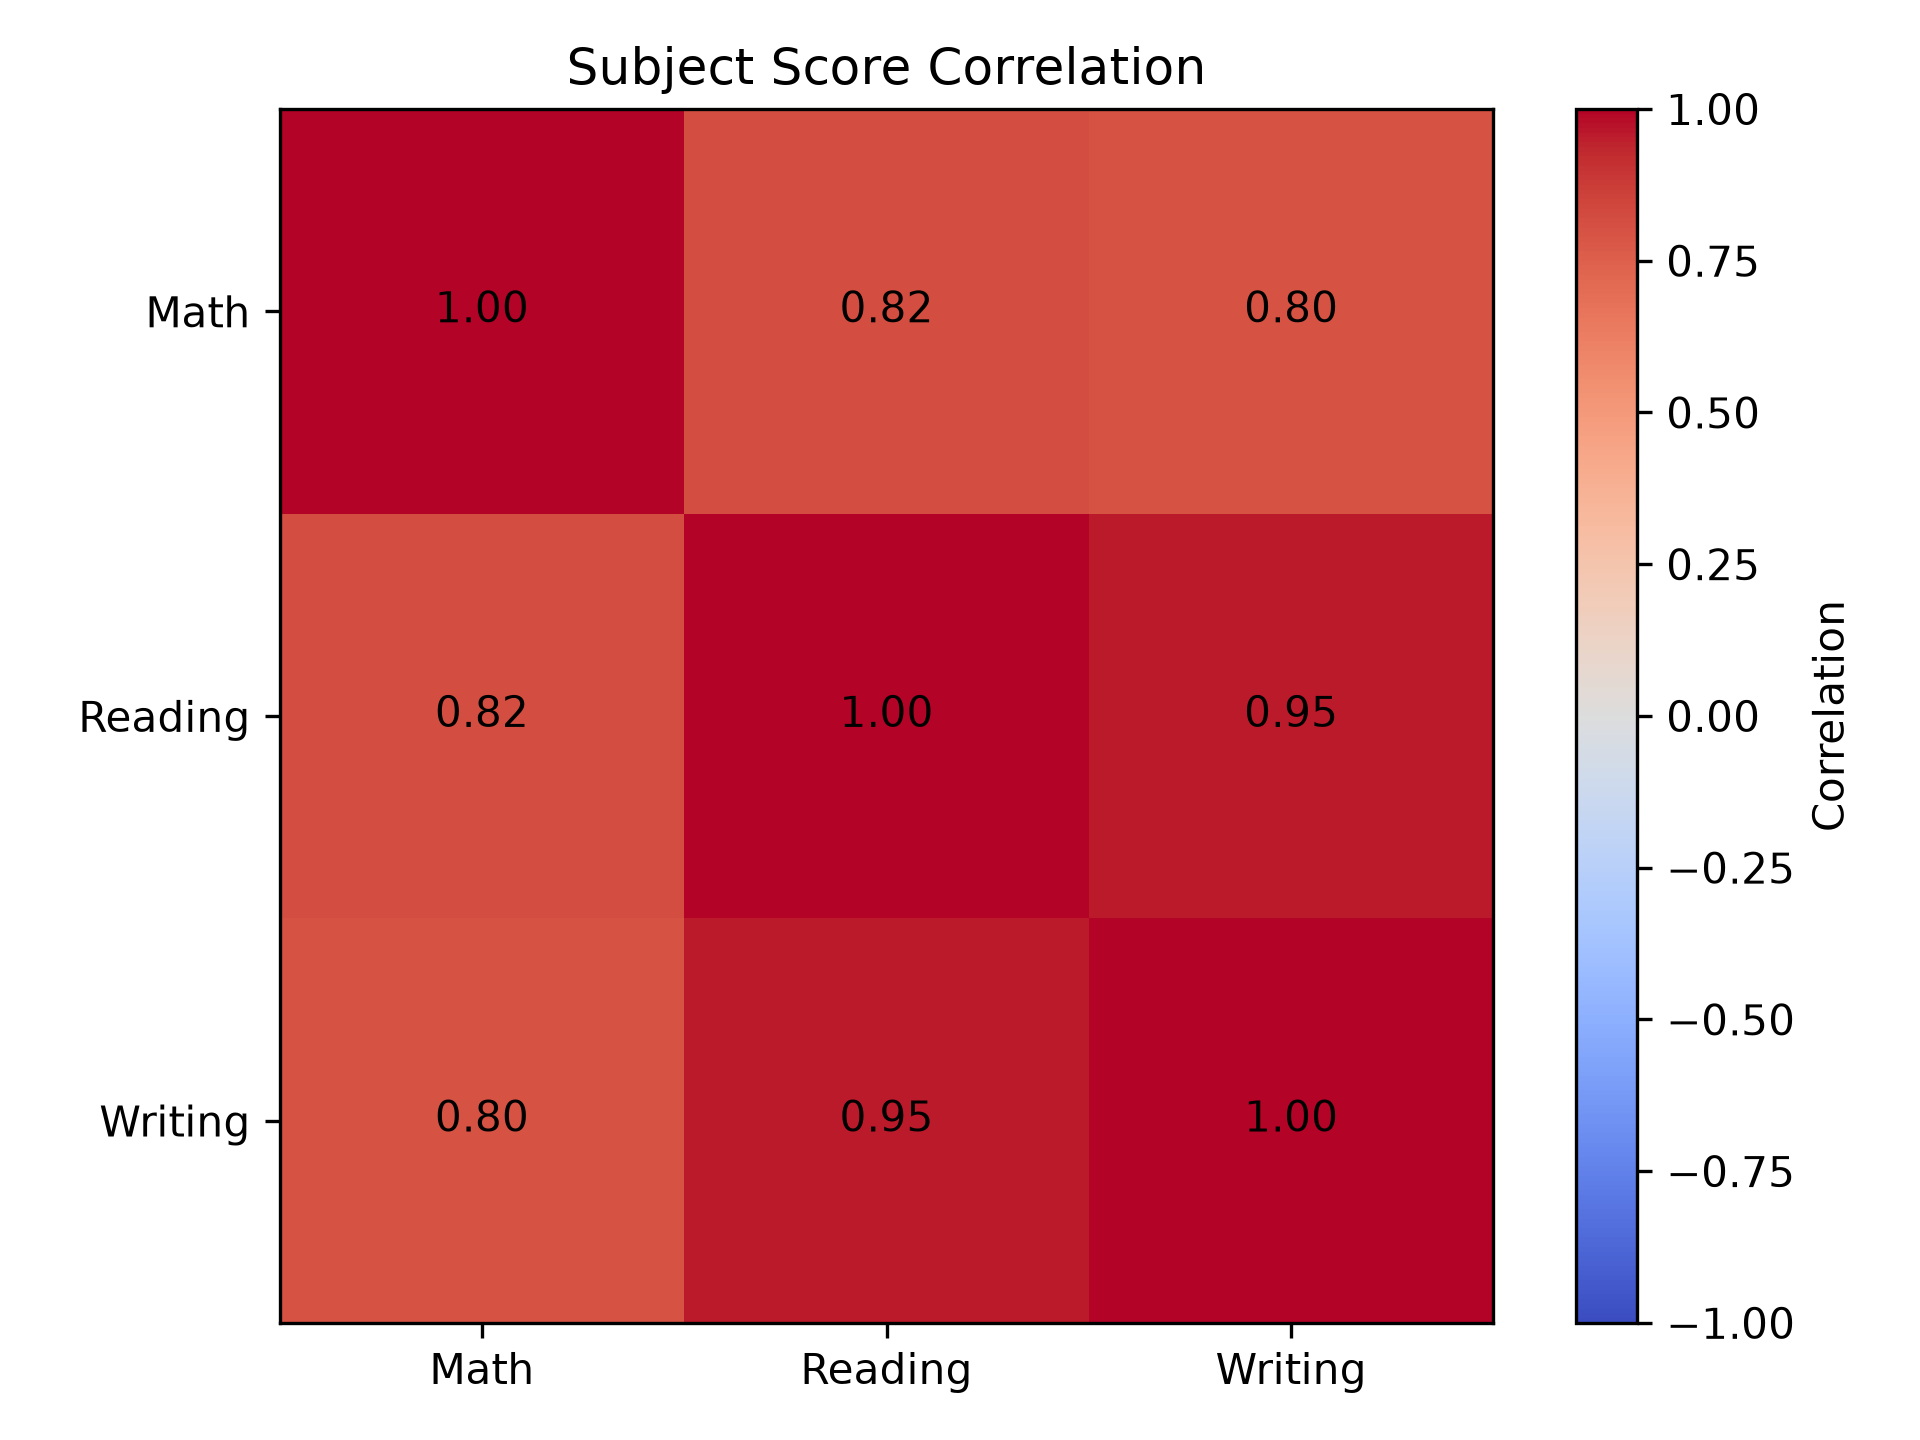 Subject Score Correlation
Math 1.00 0.82 0.80
Reading 0.82 1.00 0.95
Writing 0.80 0.95 1.00
Math Reading Writing
1.00
0.75
0.50
0.25
0.00
−0.25
−0.50
−0.75
−1.00
Correlation